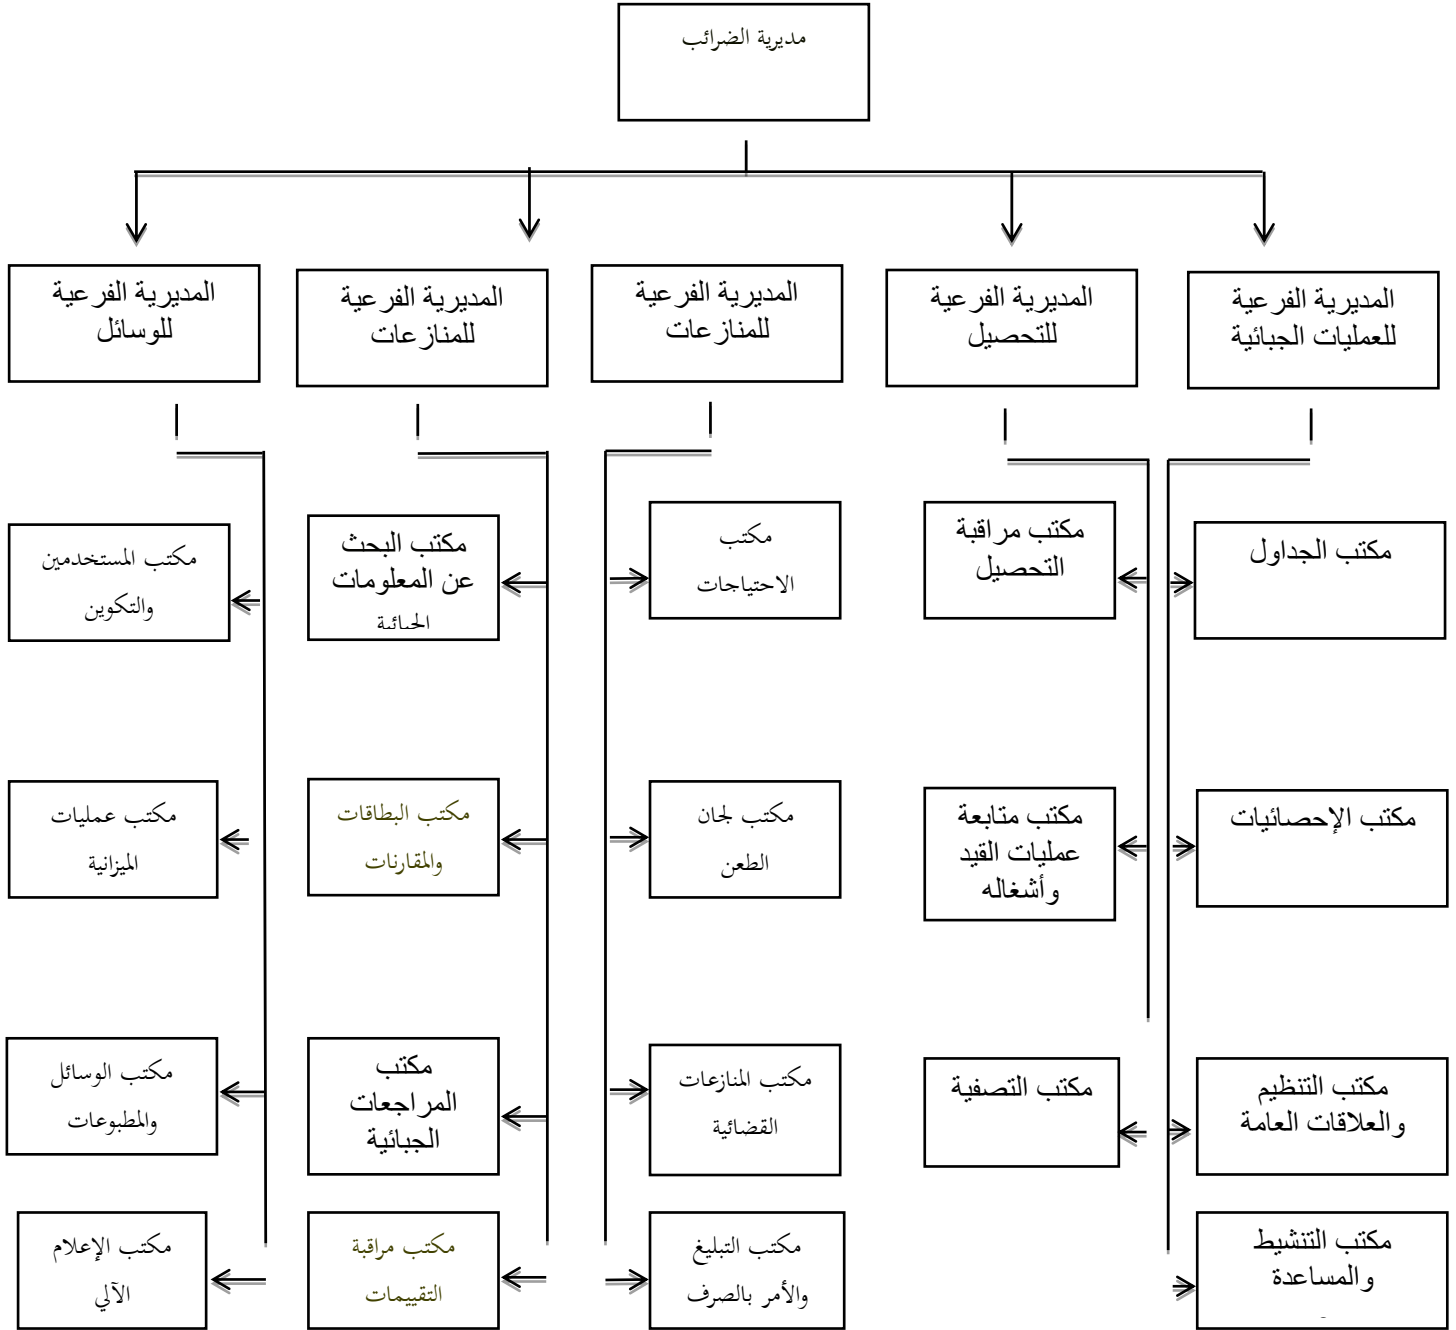 مديرية الضرائب
المديرية الفرعية
للعمليات الجبائية
المديرية الفرعية
للتحصيل
المديرية الفرعية
للمنازعات
المديرية الفرعية
للمنازعات
المديرية الفرعية
للوسائل
مكتب الجداول
مكتب مراقبة
التحصيل
مكتب
الاحتياجات
مكتب البحث
عن المعلومات
الجبائية
مكتب المستخدمين
والتكوين
مكتب الإحصائيات
مكتب متابعة
عمليات القيد
وأشغاله
مكتب لجان
الطعن
مكتب البطاقات
والمقارنات
مكتب عمليات
الميزانية
مكتب التنظيم
والعلاقات العامة
مكتب التصفية
مكتب المنازعات
القضائية
مكتب
المراجعات
الجبائية
مكتب الوسائل
والمطبوعات
مكتب التنشيط
والمساعدة
مكتب التبليغ
والأمر بالصرف
مكتب مراقبة
التقييمات
مكتب الإعلام
الآلي